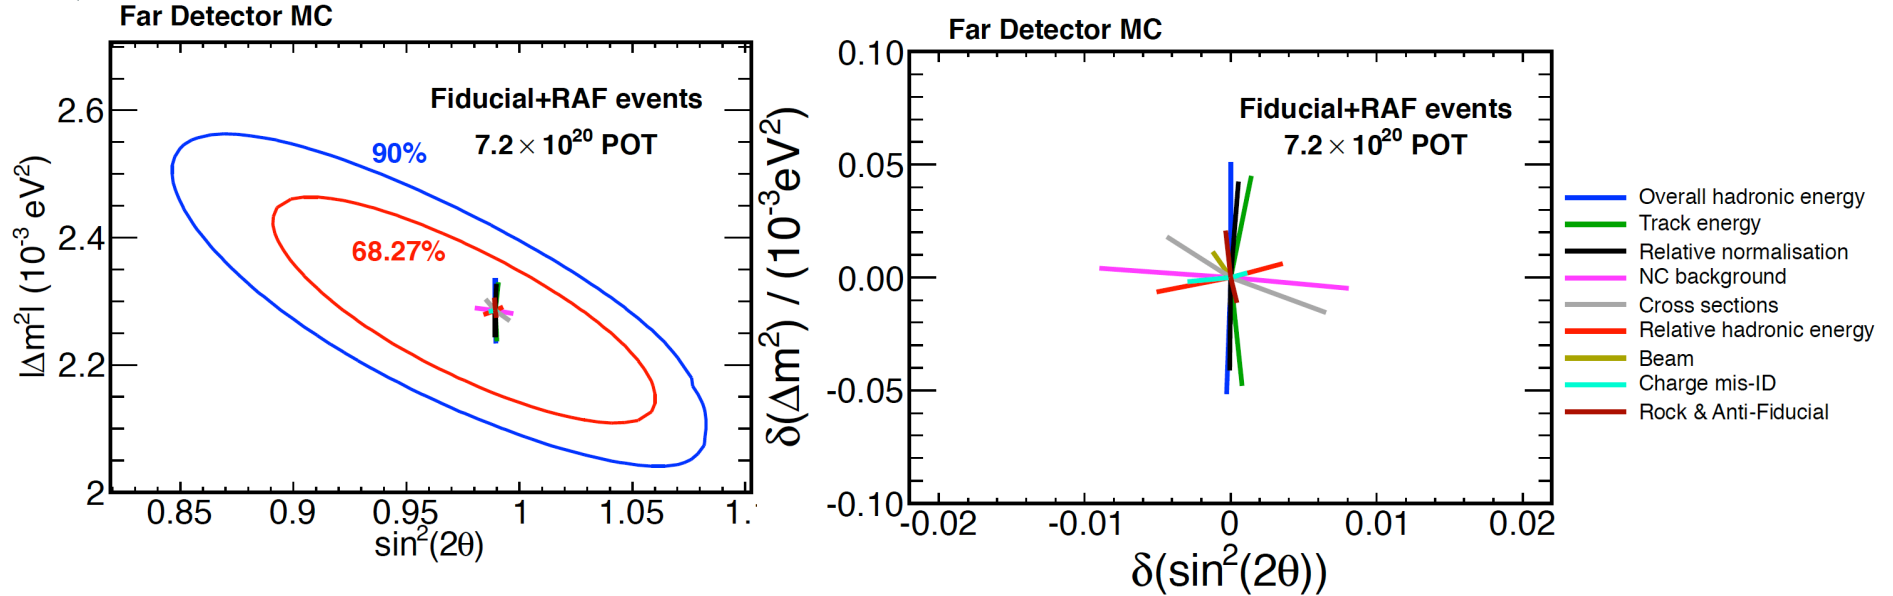 Far Detector MC
Fiducial+RAF events
7.2 × 10²⁰ POT
90%
68.27%
|Δm²| (10⁻³ eV²)
2.6
2.4
2.2
2
0.85 0.9 0.95 1 1.05 1.
sin²(2θ)
Far Detector MC
Fiducial+RAF events
7.2 × 10²⁰ POT
δ(Δm²) / (10⁻³eV²)
0.10
0.05
0.00
-0.05
-0.10
-0.02 -0.01 0 0.01 0.02
δ(sin²(2θ))
Overall hadronic energy
Track energy
Relative normalisation
NC background
Cross sections
Relative hadronic energy
Beam
Charge mis-ID
Rock & Anti-Fiducial